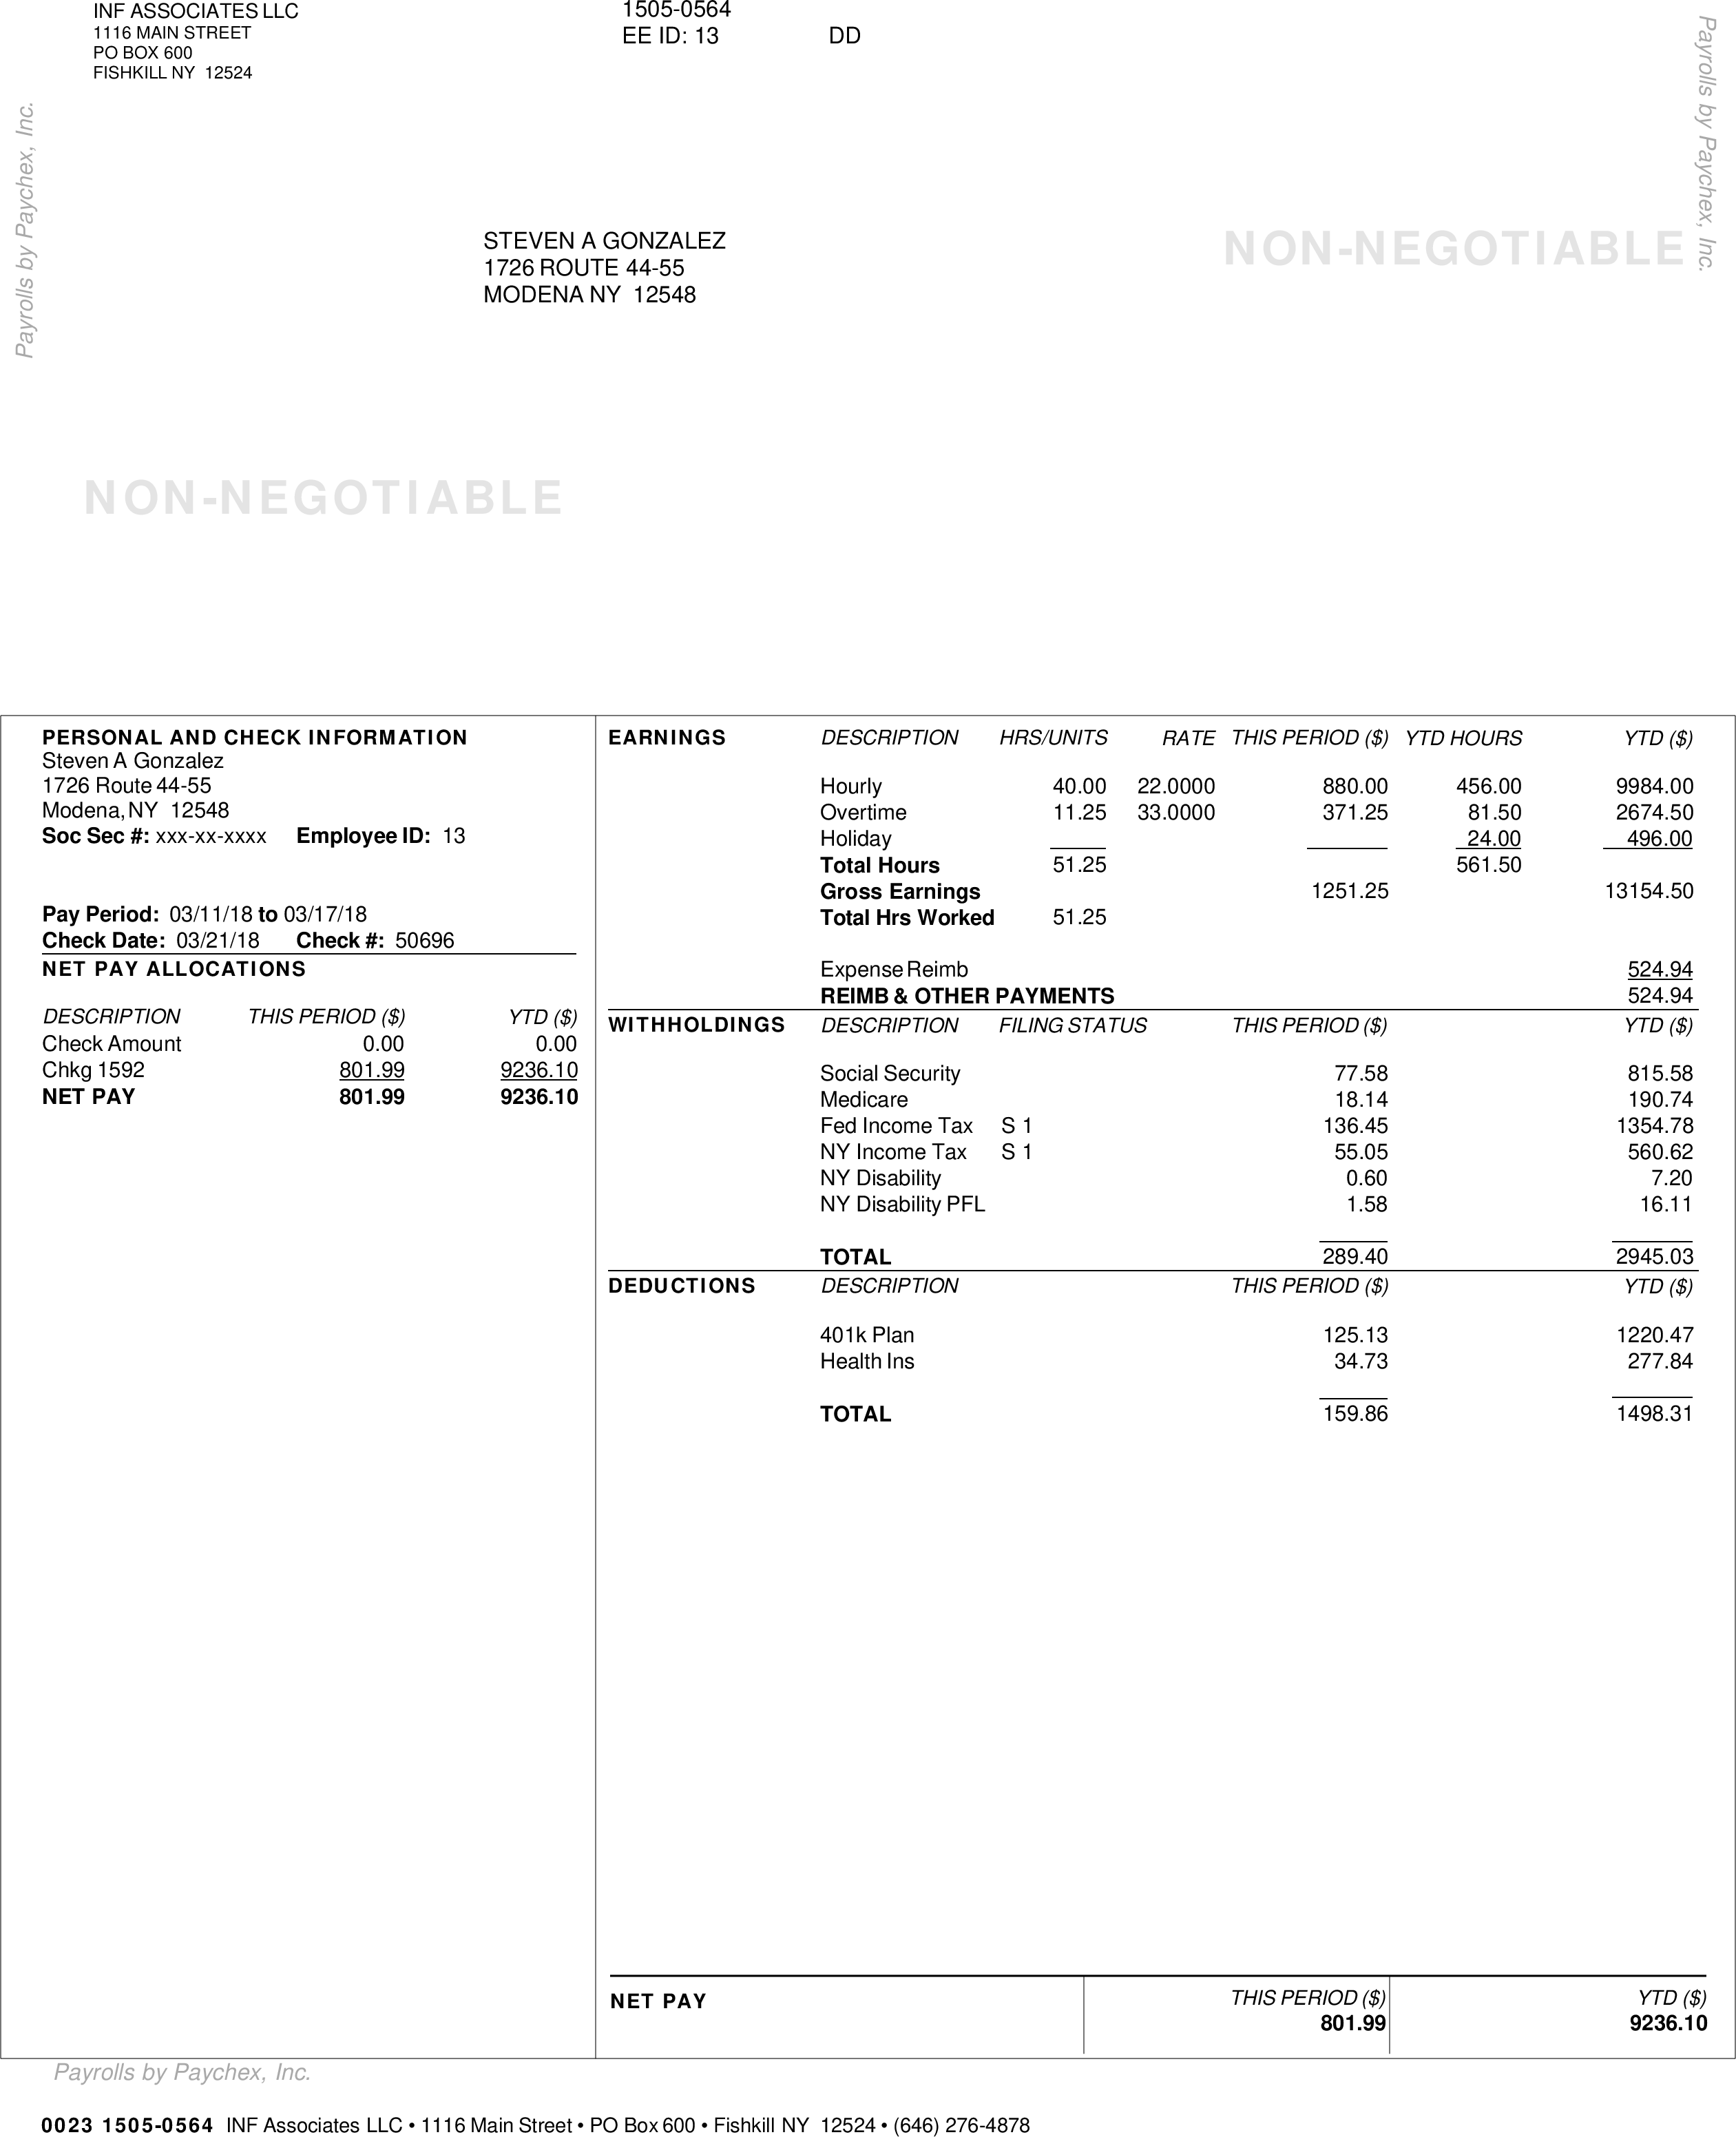 INF ASSOCIATES LLC
1116 MAIN STREET
PO BOX 600
FISHKILL NY 12524
1505-0564
EE ID: 13 DD
Payrolls by Paychex, Inc.
Payrolls by Paychex, Inc.
STEVEN A GONZALEZ
1726 ROUTE 44-55
MODENA NY 12548
NON-NEGOTIABLE
NON-NEGOTIABLE
PERSONAL AND CHECK INFORMATION
Steven A Gonzalez
1726 Route 44-55
Modena, NY 12548
Soc Sec #: xxx-xx-xxxx Employee ID: 13
Pay Period: 03/11/18 to 03/17/18
Check Date: 03/21/18 Check #: 50696
NET PAY ALLOCATIONS
DESCRIPTION THIS PERIOD ($) YTD ($)
Check Amount 0.00 0.00
Chkg 1592 801.99 9236.10
NET PAY 801.99 9236.10
EARNINGS DESCRIPTION HRS/UNITS RATE THIS PERIOD ($) YTD HOURS YTD ($)
Hourly 40.00 22.0000 880.00 456.00 9984.00
Overtime 11.25 33.0000 371.25 81.50 2674.50
Holiday 24.00 496.00
Total Hours 51.25 561.50
Gross Earnings 1251.25 13154.50
Total Hrs Worked 51.25
Expense Reimb 524.94
REIMB & OTHER PAYMENTS 524.94
WITHHOLDINGS DESCRIPTION FILING STATUS THIS PERIOD ($) YTD ($)
Social Security 77.58 815.58
Medicare 18.14 190.74
Fed Income Tax S 1 136.45 1354.78
NY Income Tax S 1 55.05 560.62
NY Disability 0.60 7.20
NY Disability PFL 1.58 16.11
TOTAL 289.40 2945.03
DEDUCTIONS DESCRIPTION THIS PERIOD ($) YTD ($)
401k Plan 125.13 1220.47
Health Ins 34.73 277.84
TOTAL 159.86 1498.31
NET PAY THIS PERIOD ($) YTD ($)
801.99 9236.10
Payrolls by Paychex, Inc.
0023 1505-0564 INF Associates LLC • 1116 Main Street • PO Box 600 • Fishkill NY 12524 • (646) 276-4878